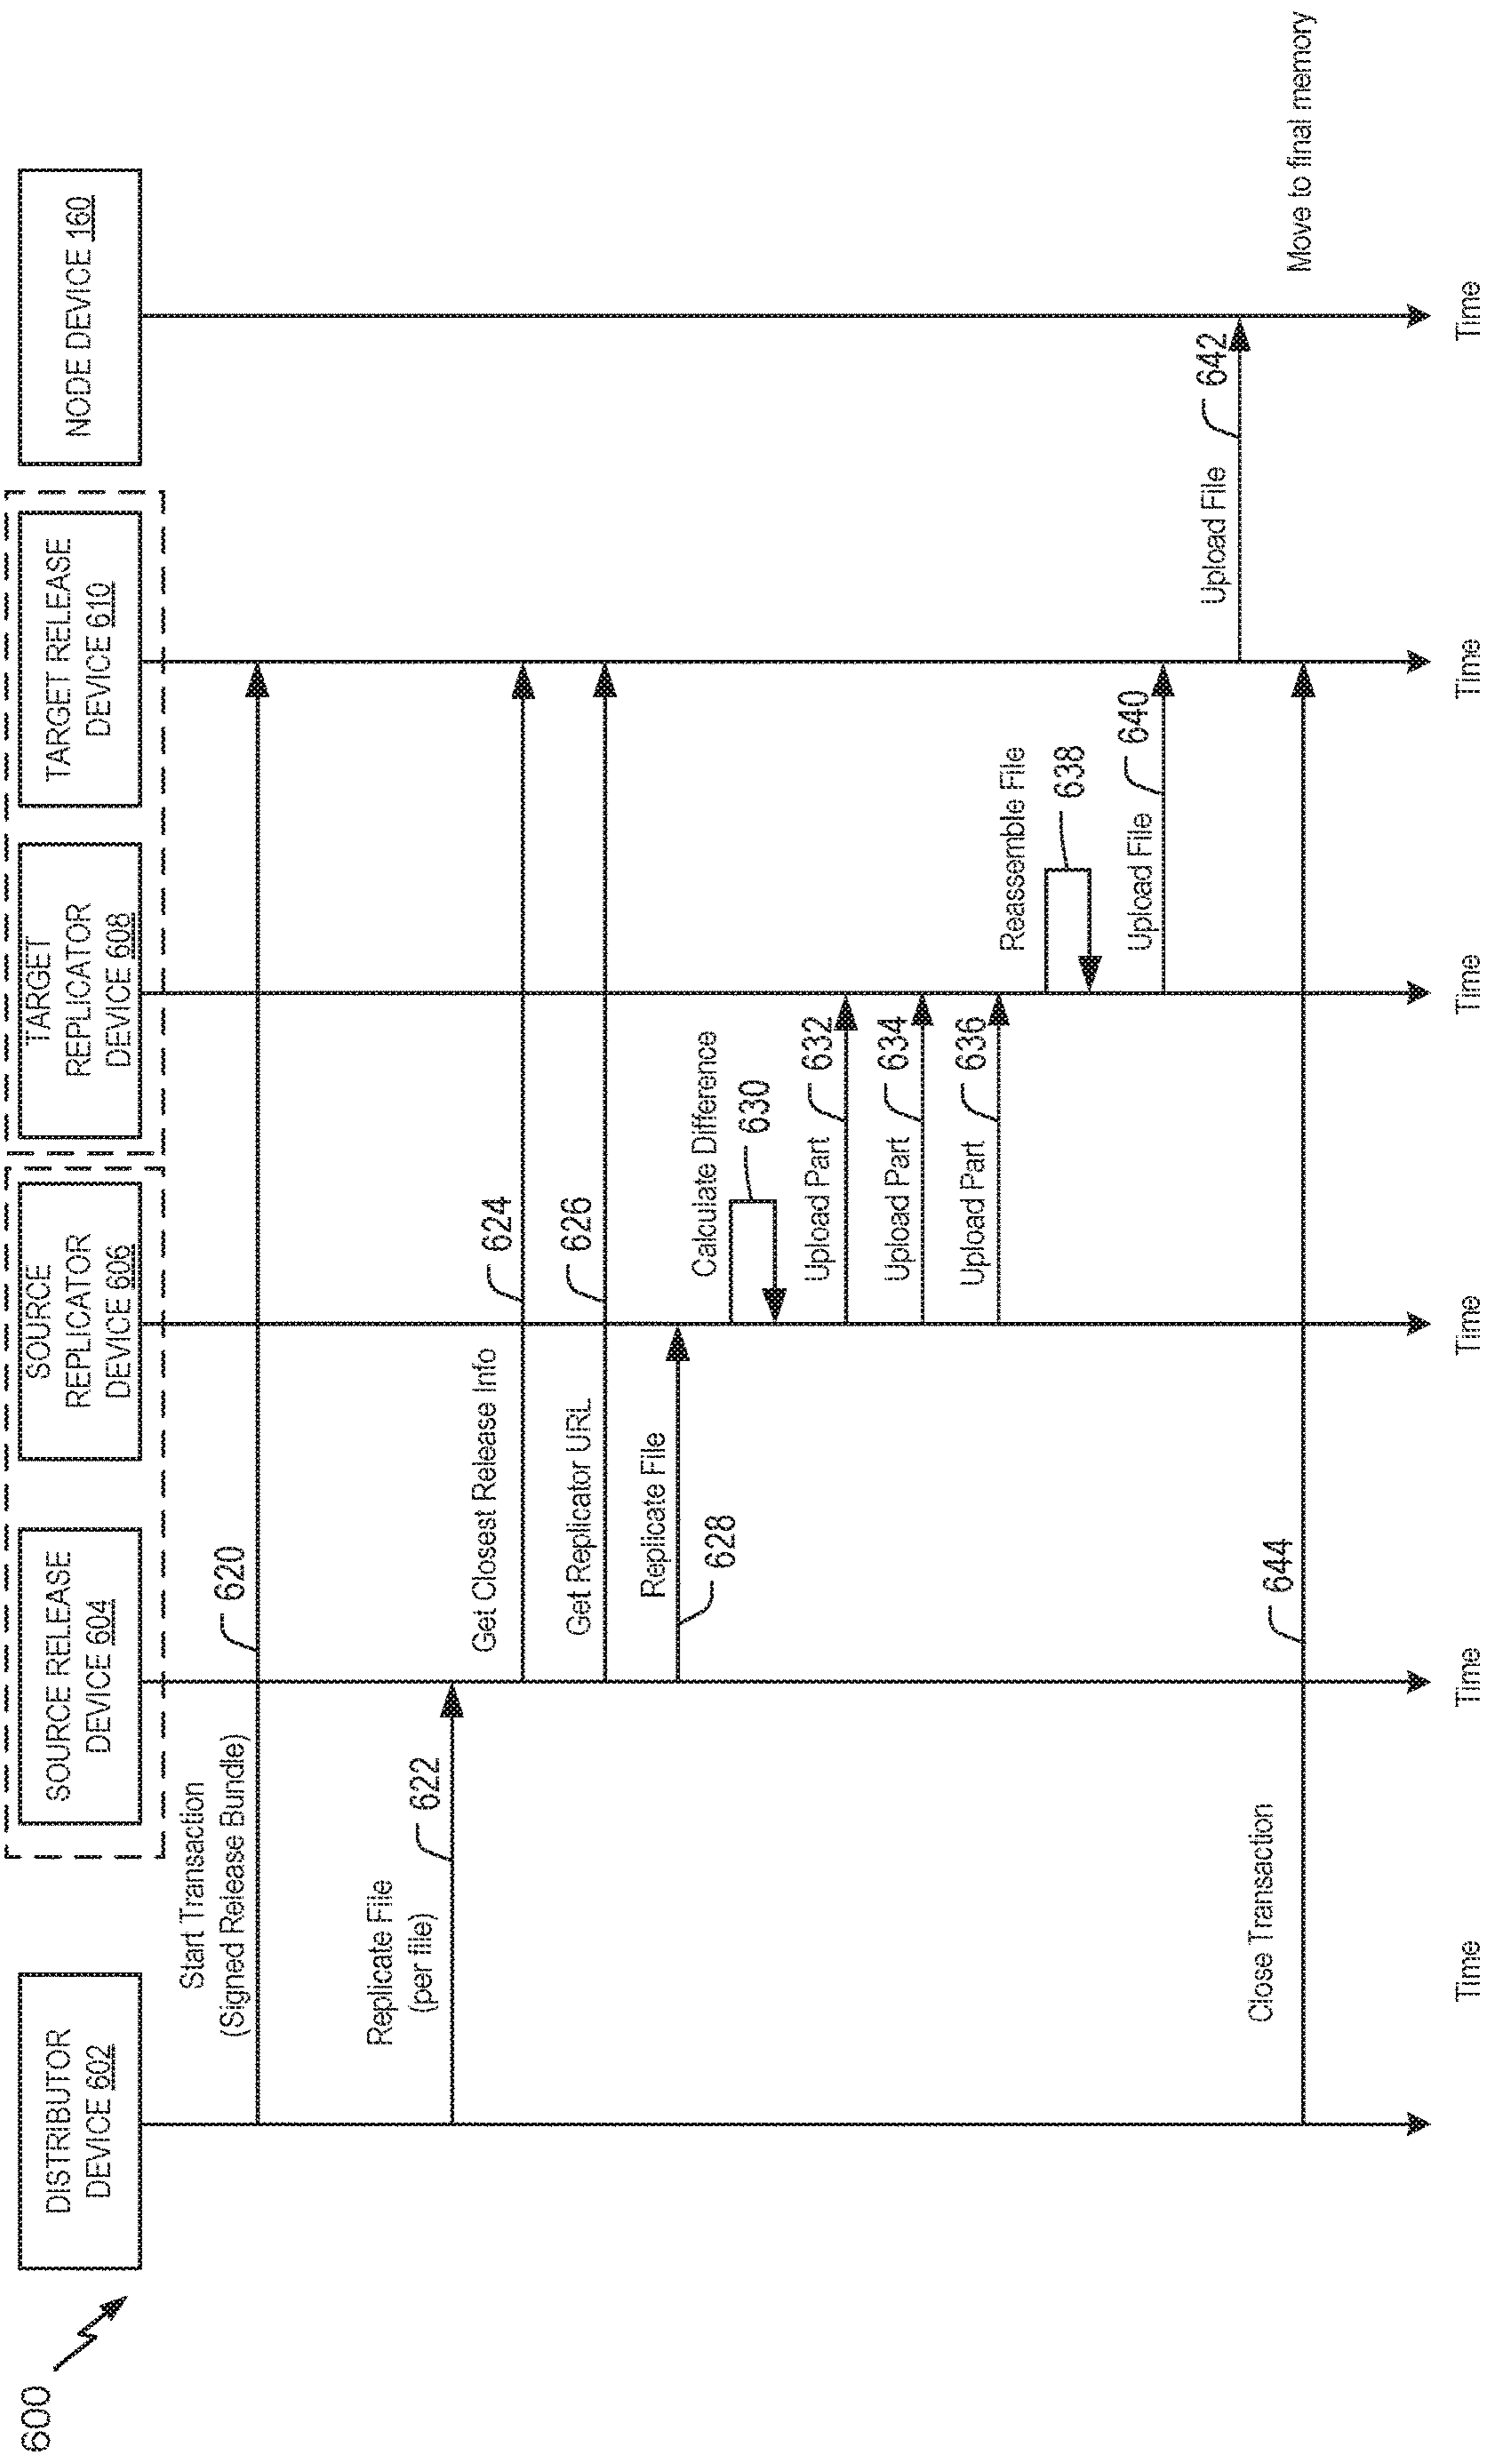 600
DISTRIBUTOR
DEVICE 602
SOURCE RELEASE
DEVICE 604
SOURCE
REPLICATOR
DEVICE 606
TARGET
REPLICATOR
DEVICE 608
TARGET RELEASE
DEVICE 610
NODE DEVICE 160
Start Transaction
(Signed Release Bundle)
620
Replicate File
(per file)
622
Get Closest Release Info
624
Get Replicator URL
626
Replicate File
628
Calculate Difference
630
Upload Part
632
Upload Part
634
Upload Part
636
Reassemble File
638
Upload File
640
Upload File
642
Close Transaction
644
Move to final memory
Time
Time
Time
Time
Time
Time